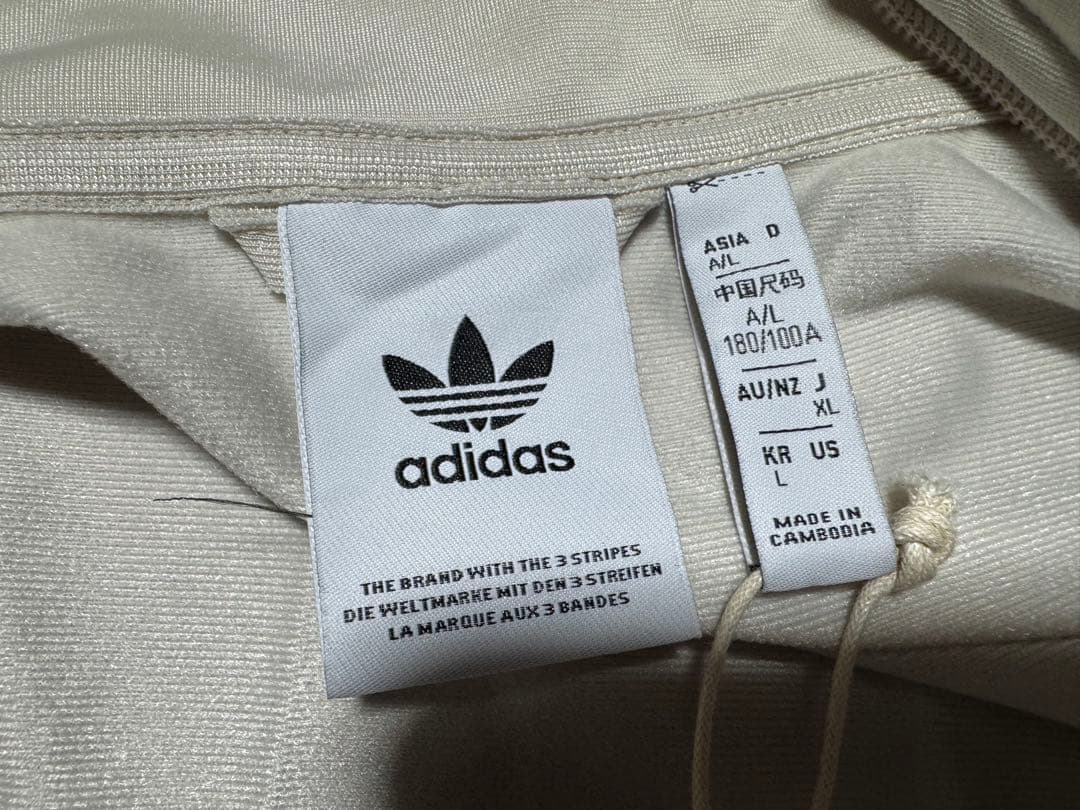 adidas
THE BRAND WITH THE 3 STRIPES
DIE WELTMARKE MIT DEN 3 STREIFEN
LA MARQUE AUX 3 BANDES
ASIA D
A/L
中国尺码
A/L
180/100A
AU/NZ J
XL
KR US
L
MADE IN
CAMBODIA